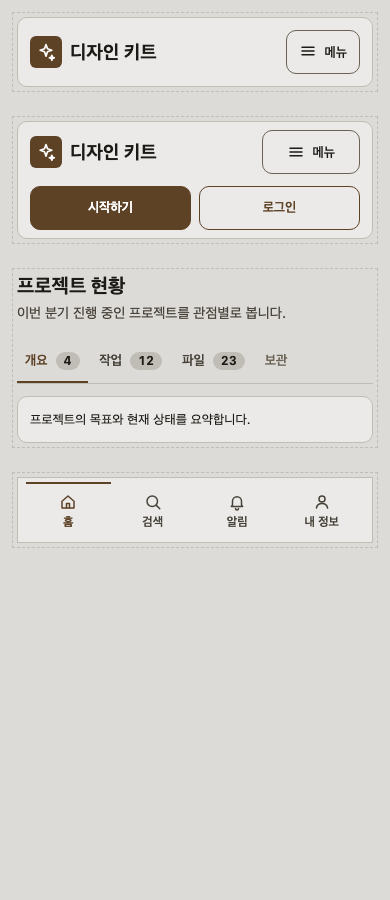 디자인 키트
메뉴
디자인 키트
메뉴
시작하기
로그인
프로젝트 현황
이번 분기 진행 중인 프로젝트를 관점별로 봅니다.
개요 4 작업 12 파일 23 보관
프로젝트의 목표와 현재 상태를 요약합니다.
홈 검색 알림 내 정보